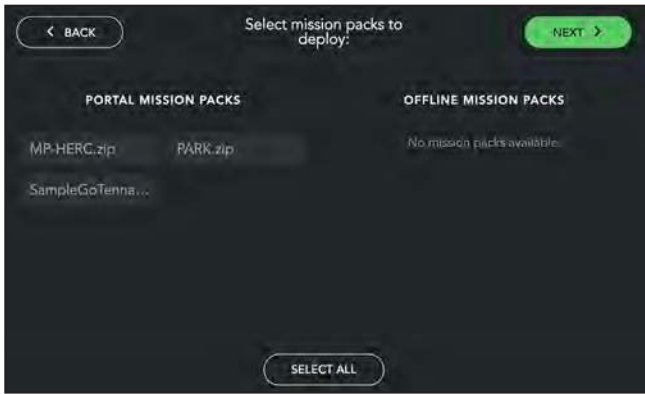 BACK
Select mission packs to
deploy:
NEXT
PORTAL MISSION PACKS
OFFLINE MISSION PACKS
MP-HERC.zip
PARK.zip
No mission packs available.
SampleGoTenna...
SELECT ALL